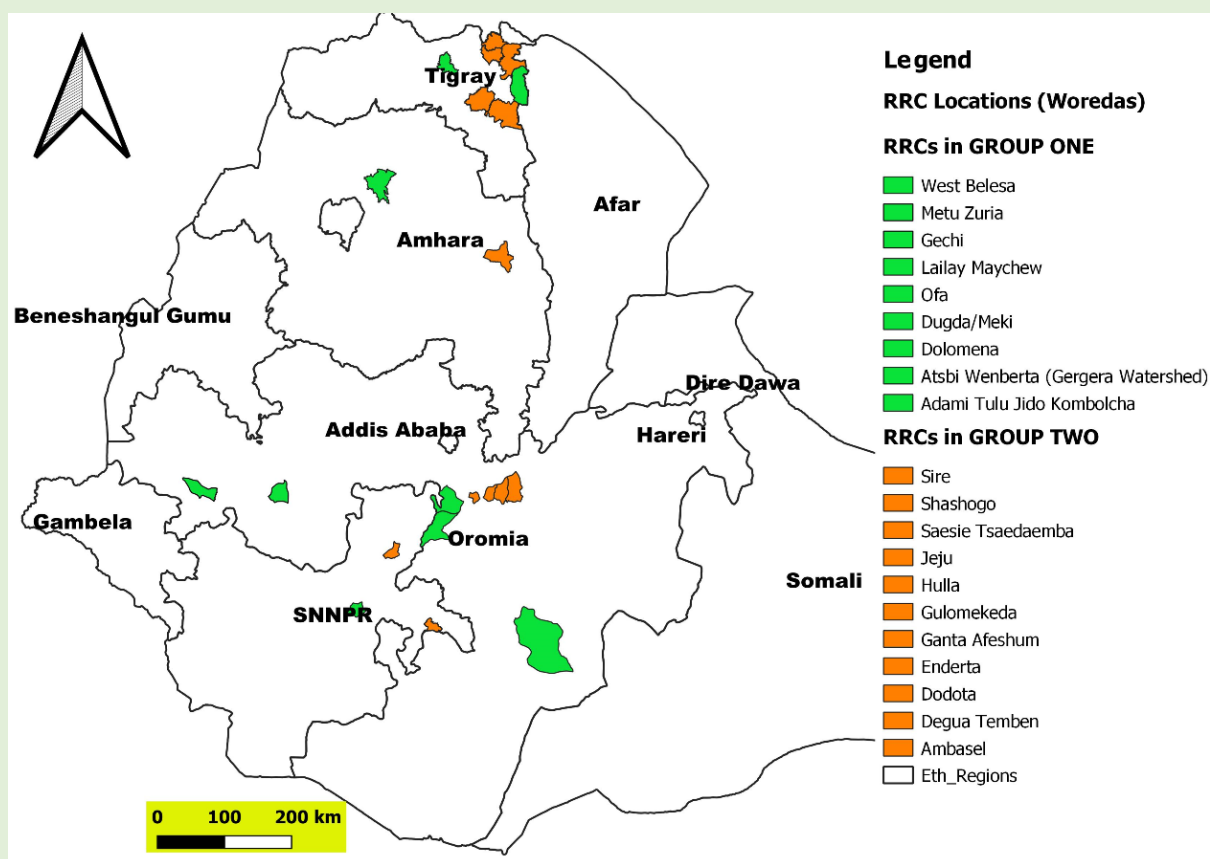 Tigray
Afar
Amhara
Beneshangul Gumu
Dire Dawa
Addis Ababa
Hareri
Gambela
Oromia
Somali
SNNPR
0 100 200 km
Legend
RRC Locations (Woredas)
RRCs in GROUP ONE
West Belesa
Metu Zuria
Gechi
Lailay Maychew
Ofa
Dugda/Meki
Dolomena
Atsbi Wenberta (Gergera Watershed)
Adami Tulu Jido Kombolcha
RRCs in GROUP TWO
Sire
Shashogo
Saesie Tsaedaemba
Jeju
Hulla
Gulomekeda
Ganta Afeshum
Enderta
Dodota
Degua Temben
Ambasel
Eth_Regions